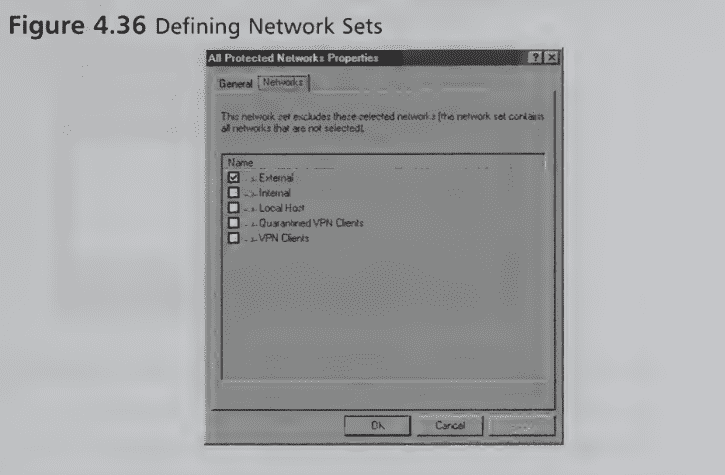 Figure 4.36 Defining Network Sets
All Protected Networks Properties
General Networks
This network set excludes these selected networks (the network set contains
all networks that are not selected).
Name
External
Internal
Local Host
Quarantined VPN Clients
VPN Clients
OK Cancel